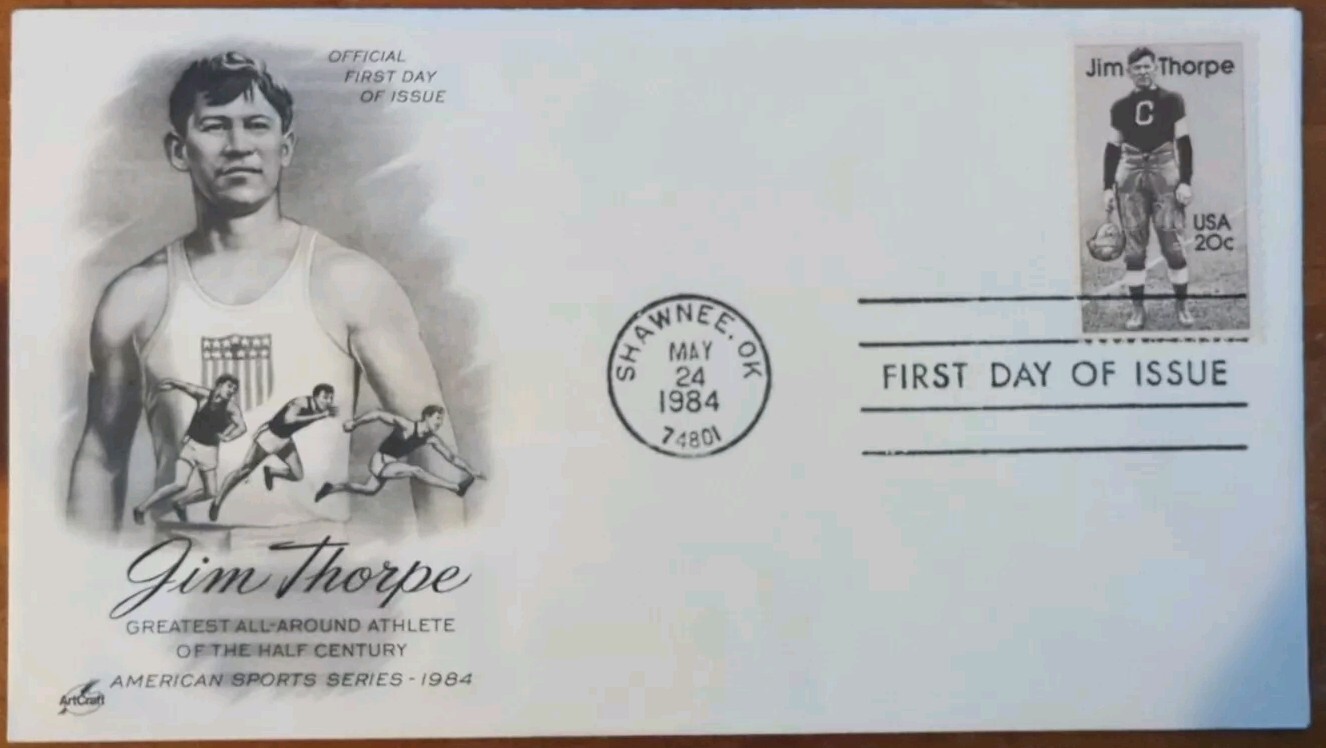 OFFICIAL
FIRST DAY
OF ISSUE
Jim Thorpe
C
USA
20c
SHAWNEE, OK
MAY
24
1984
74801
FIRST DAY OF ISSUE
Jim Thorpe
GREATEST ALL-AROUND ATHLETE
OF THE HALF CENTURY
AMERICAN SPORTS SERIES - 1984
ArtCraft